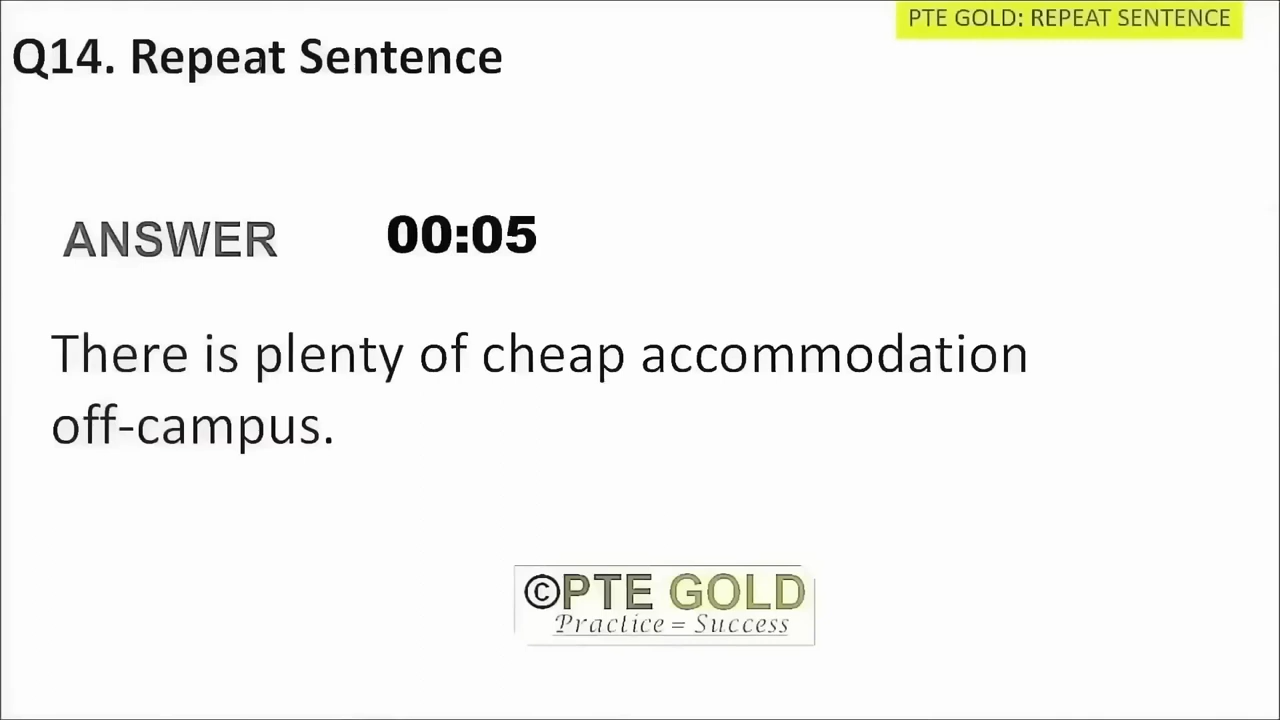 PTE GOLD: REPEAT SENTENCE
Q14. Repeat Sentence
ANSWER 00:05
There is plenty of cheap accommodation
off-campus.
©PTE GOLD
Practice = Success